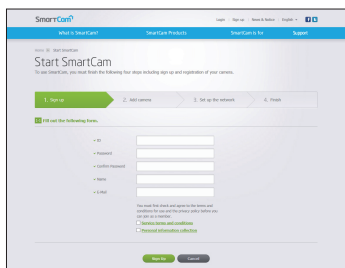 SmartCam
Login | Sign up | News & Notice | English
What is SmartCam? SmartCam Products SmartCam is for Support
Home Start SmartCam
Start SmartCam
To use SmartCam, you must finish the following four steps including sign up and registration of your camera.
1. Sign up 2. Add camera 3. Set up the network 4. Finish
Fill out the following form.
ID
Password
Confirm Password
Name
E-Mail
You must first check and agree to the terms and
conditions for use and the privacy policy before you
can join as a member.
Service terms and conditions
Personal information collection
Sign Up Cancel